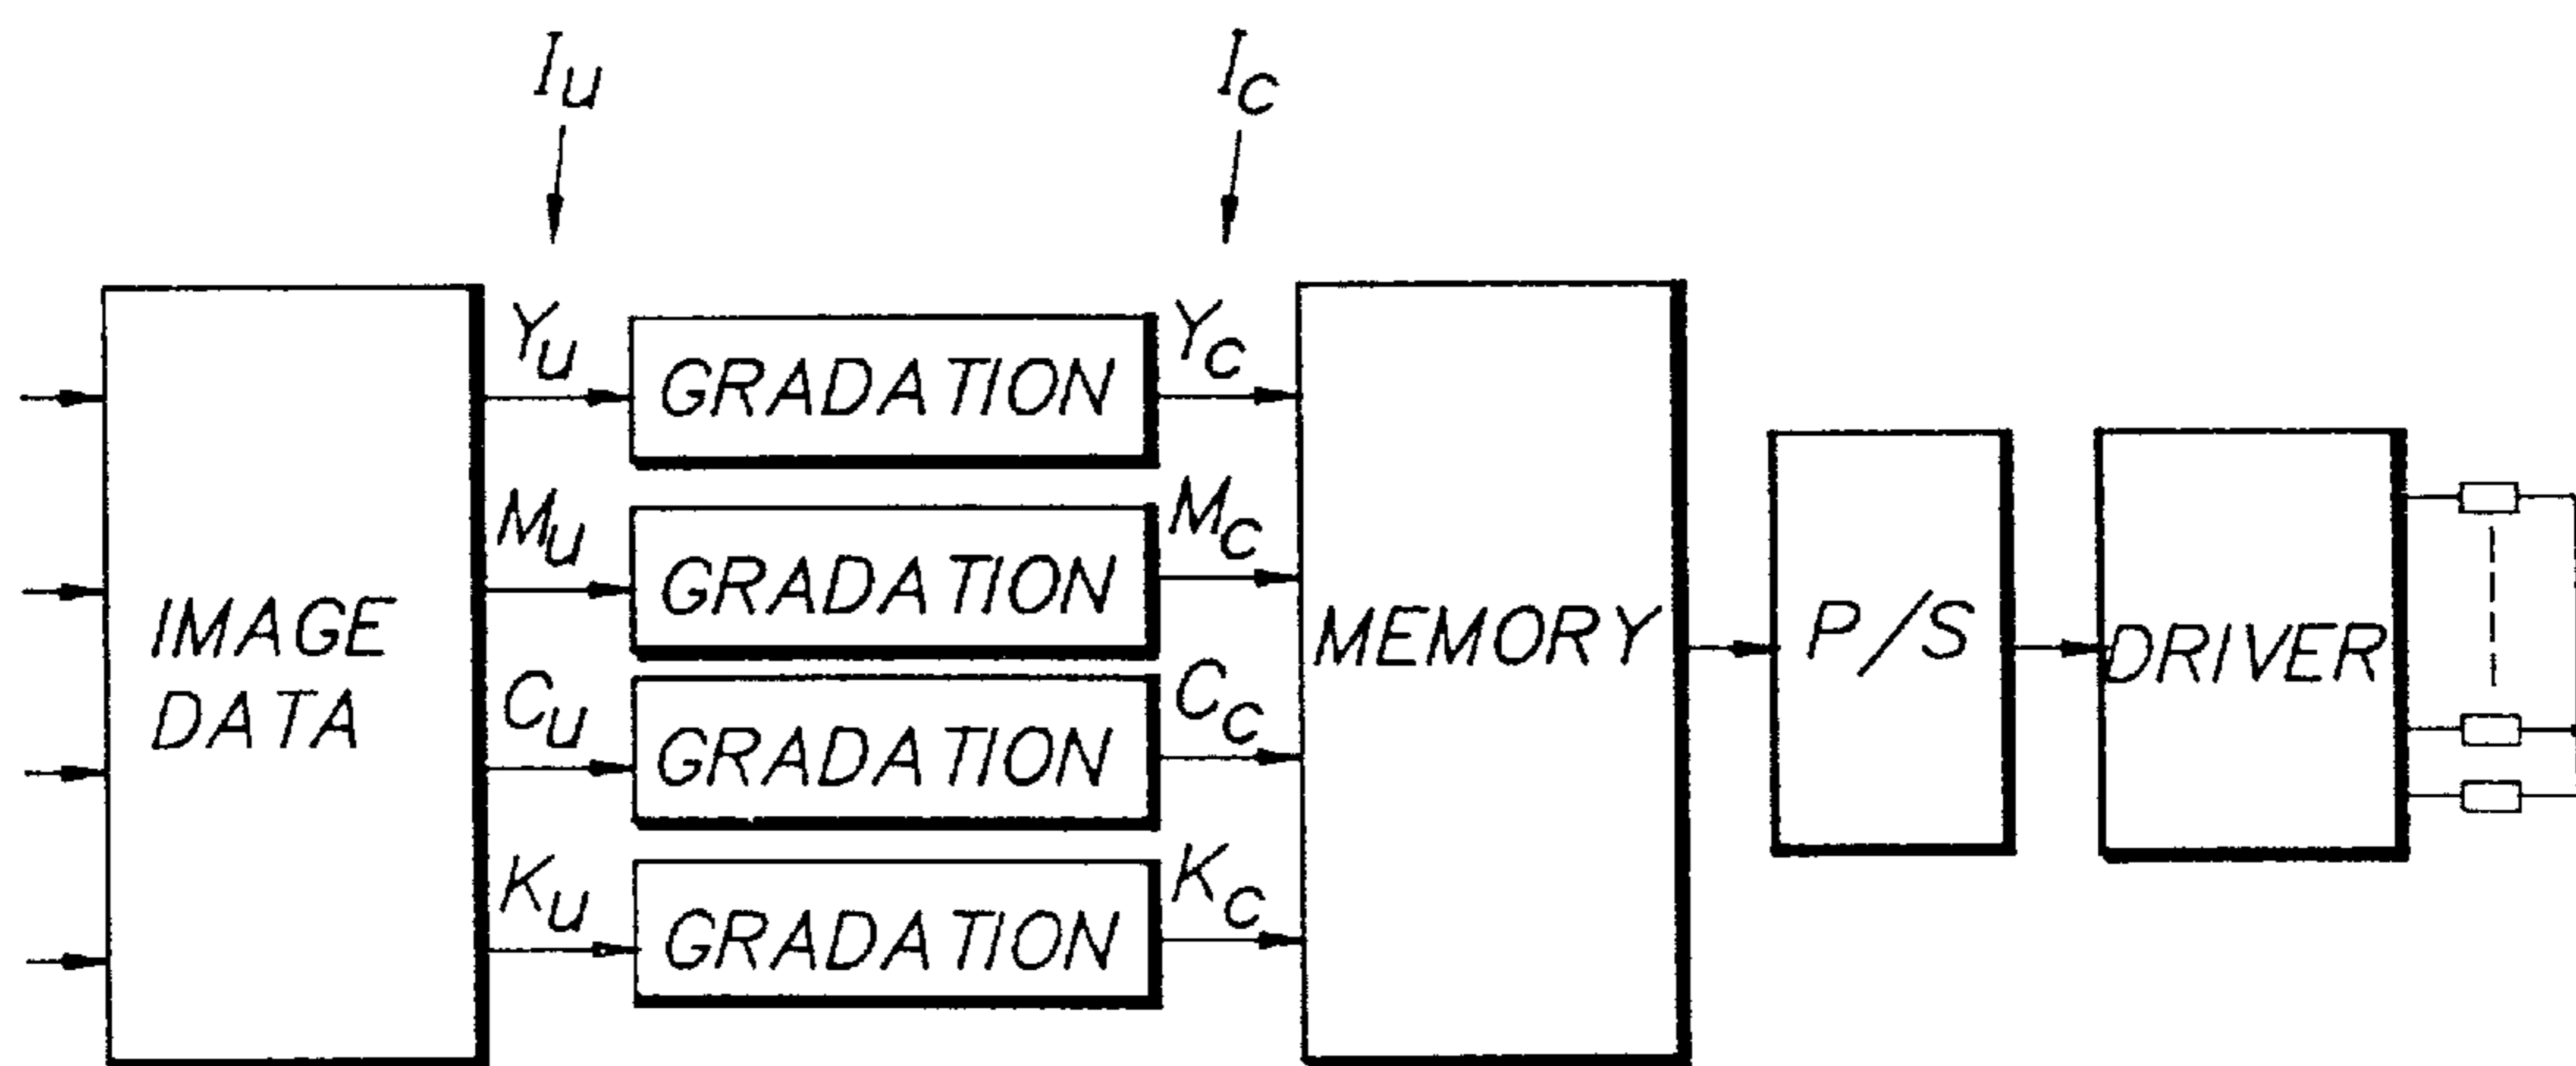 Iu
Ic
Yu
GRADATION
Yc
Mu
GRADATION
Mc
IMAGE
DATA
MEMORY
P/S
DRIVER
Cu
GRADATION
Cc
Ku
GRADATION
Kc